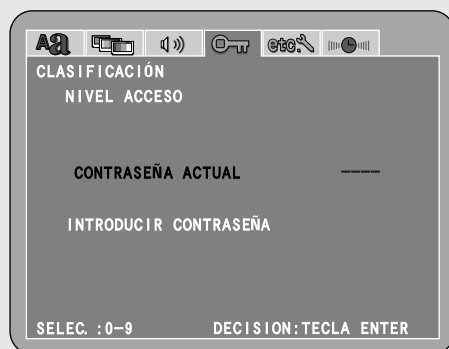 Aa etc.
CLASIFICACIÓN
NIVEL ACCESO
CONTRASEÑA ACTUAL ----
INTRODUCIR CONTRASEÑA
SELEC.:0-9 DECISION:TECLA ENTER